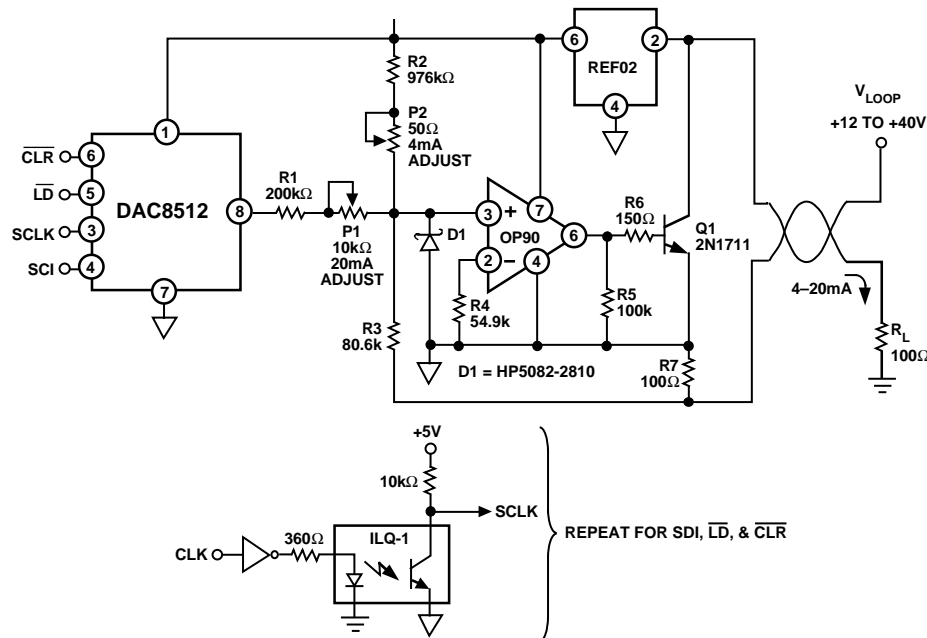 6
2
R2
976kΩ
REF02
4
P2
50Ω
4mA
ADJUST
VLOOP
+12 TO +40V
1
CLR
6
LD
5
SCLK
3
SCI
4
DAC8512
8
7
R1
200kΩ
P1
10kΩ
20mA
ADJUST
D1
3
+
7
OP90
6
2
–
4
R6
150Ω
Q1
2N1711
R4
54.9k
R5
100k
R3
80.6k
D1 = HP5082-2810
R7
100Ω
4–20mA
RL
100Ω
+5V
10kΩ
SCLK
CLK
360Ω
ILQ-1
REPEAT FOR SDI, LD, & CLR